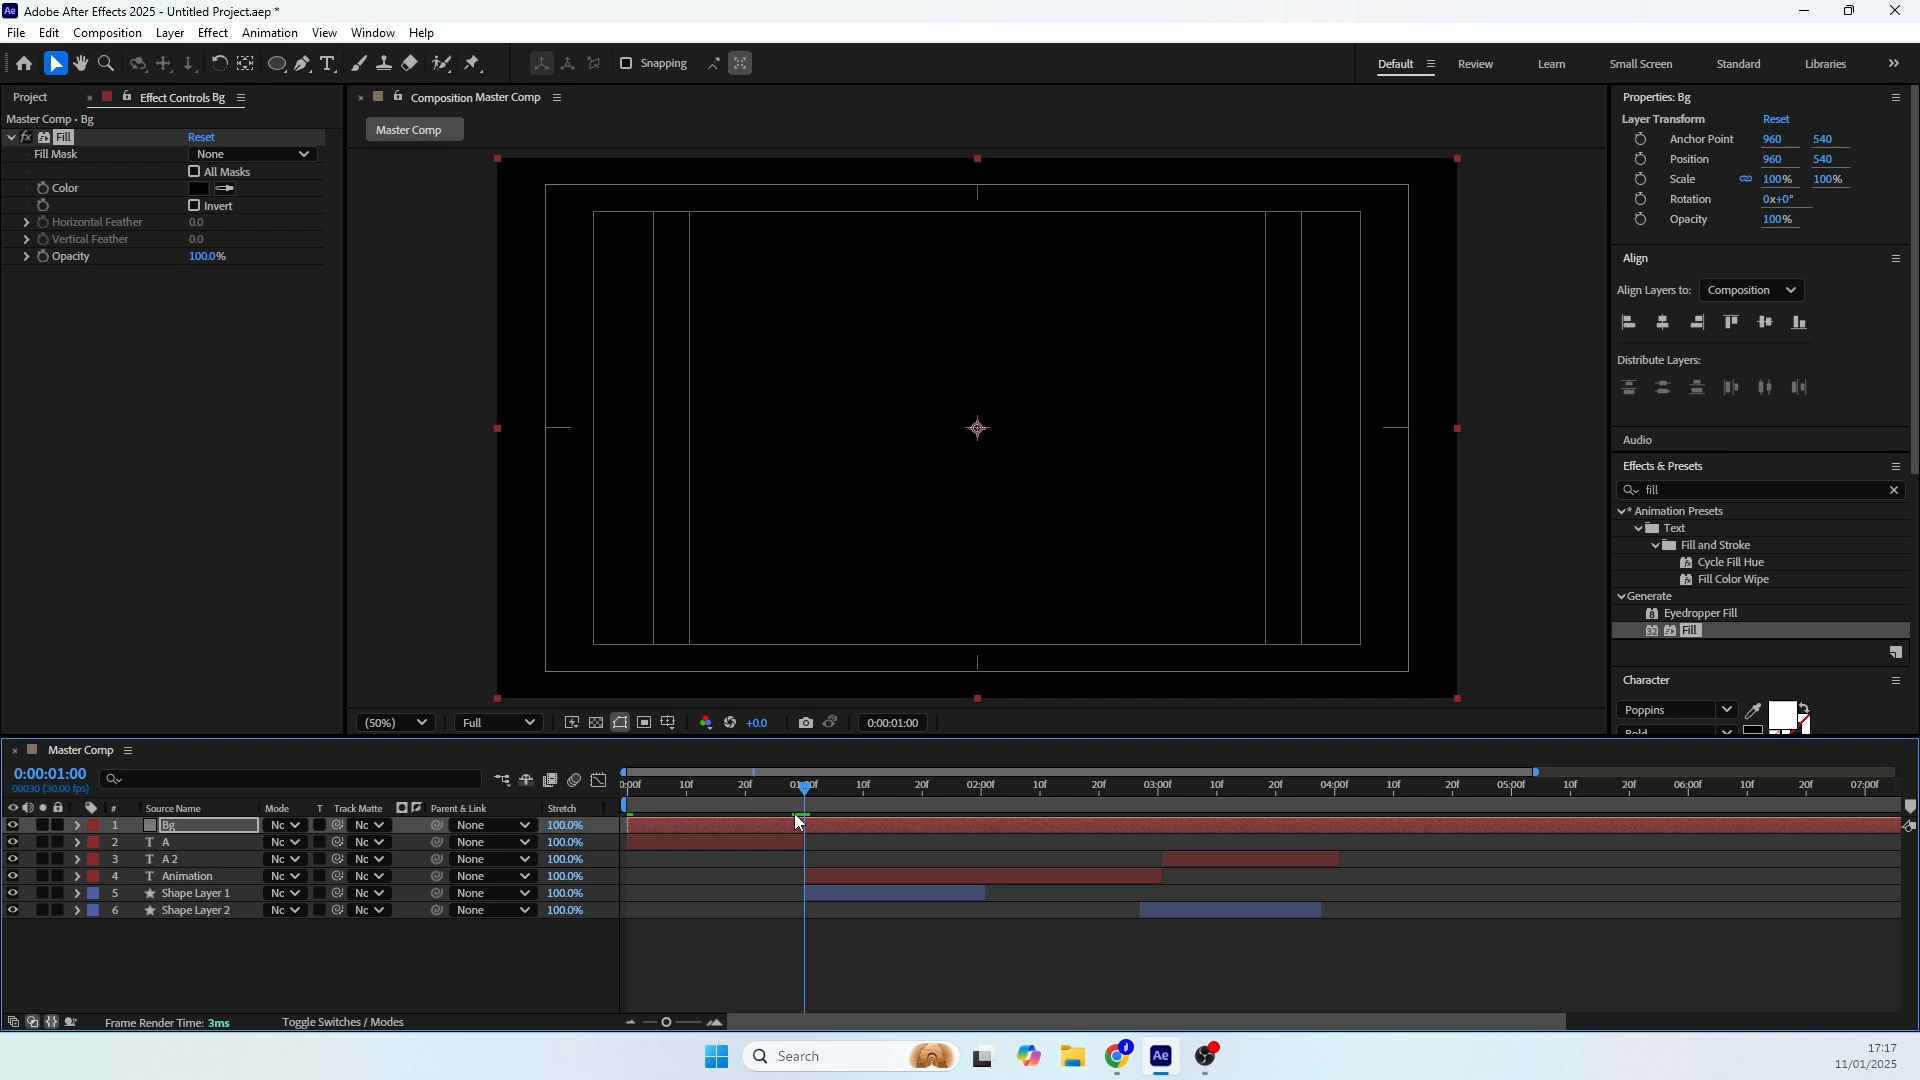 Adobe After Effects 2025 - Untitled Project.aep *
File Edit Composition Layer Effect Animation View Window Help
Snapping Default Review Learn Small Screen Standard Libraries
Project Effect Controls Bg
Master Comp • Bg
Fill Reset
Fill Mask None
All Masks
Color
Invert
Horizontal Feather 0.0
Vertical Feather 0.0
Opacity 100.0%
Composition Master Comp
Master Comp
(50%) Full +0.0 0:00:01:00
Properties: Bg
Layer Transform Reset
Anchor Point 960 540
Position 960 540
Scale 100% 100%
Rotation 0x+0°
Opacity 100%
Align
Align Layers to: Composition
Distribute Layers:
Audio
Effects & Presets
fill
* Animation Presets
Text
Fill and Stroke
Cycle Fill Hue
Fill Color Wipe
Generate
Eyedropper Fill
Fill
Character
Poppins
Master Comp
0:00:01:00
00030 (30.00 fps)
10f 20f 10f 20f 02:00f 10f 20f 03:00f 10f 20f 04:00f 10f 20f 05:00f 10f 20f 06:00f 10f 20f 07:00f
# Source Name Mode T Track Matte Parent & Link Stretch
1 Bg Nc Nc None 100.0%
2 T A Nc Nc None 100.0%
3 T A 2 Nc Nc None 100.0%
4 T Animation Nc Nc None 100.0%
5 Shape Layer 1 Nc Nc None 100.0%
6 Shape Layer 2 Nc Nc None 100.0%
Frame Render Time: 3ms Toggle Switches / Modes
Search
17:17
11/01/2025